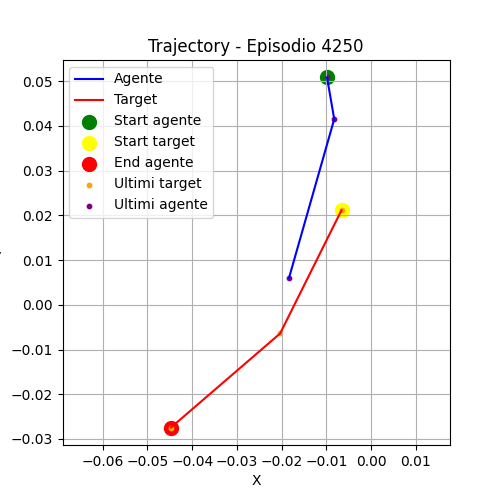 Trajectory - Episodio 4250
Agente
Target
Start agente
Start target
End agente
Ultimi target
Ultimi agente
0.05
0.04
0.03
0.02
0.01
0.00
−0.01
−0.02
−0.03
−0.06 −0.05 −0.04 −0.03 −0.02 −0.01 0.00 0.01
X